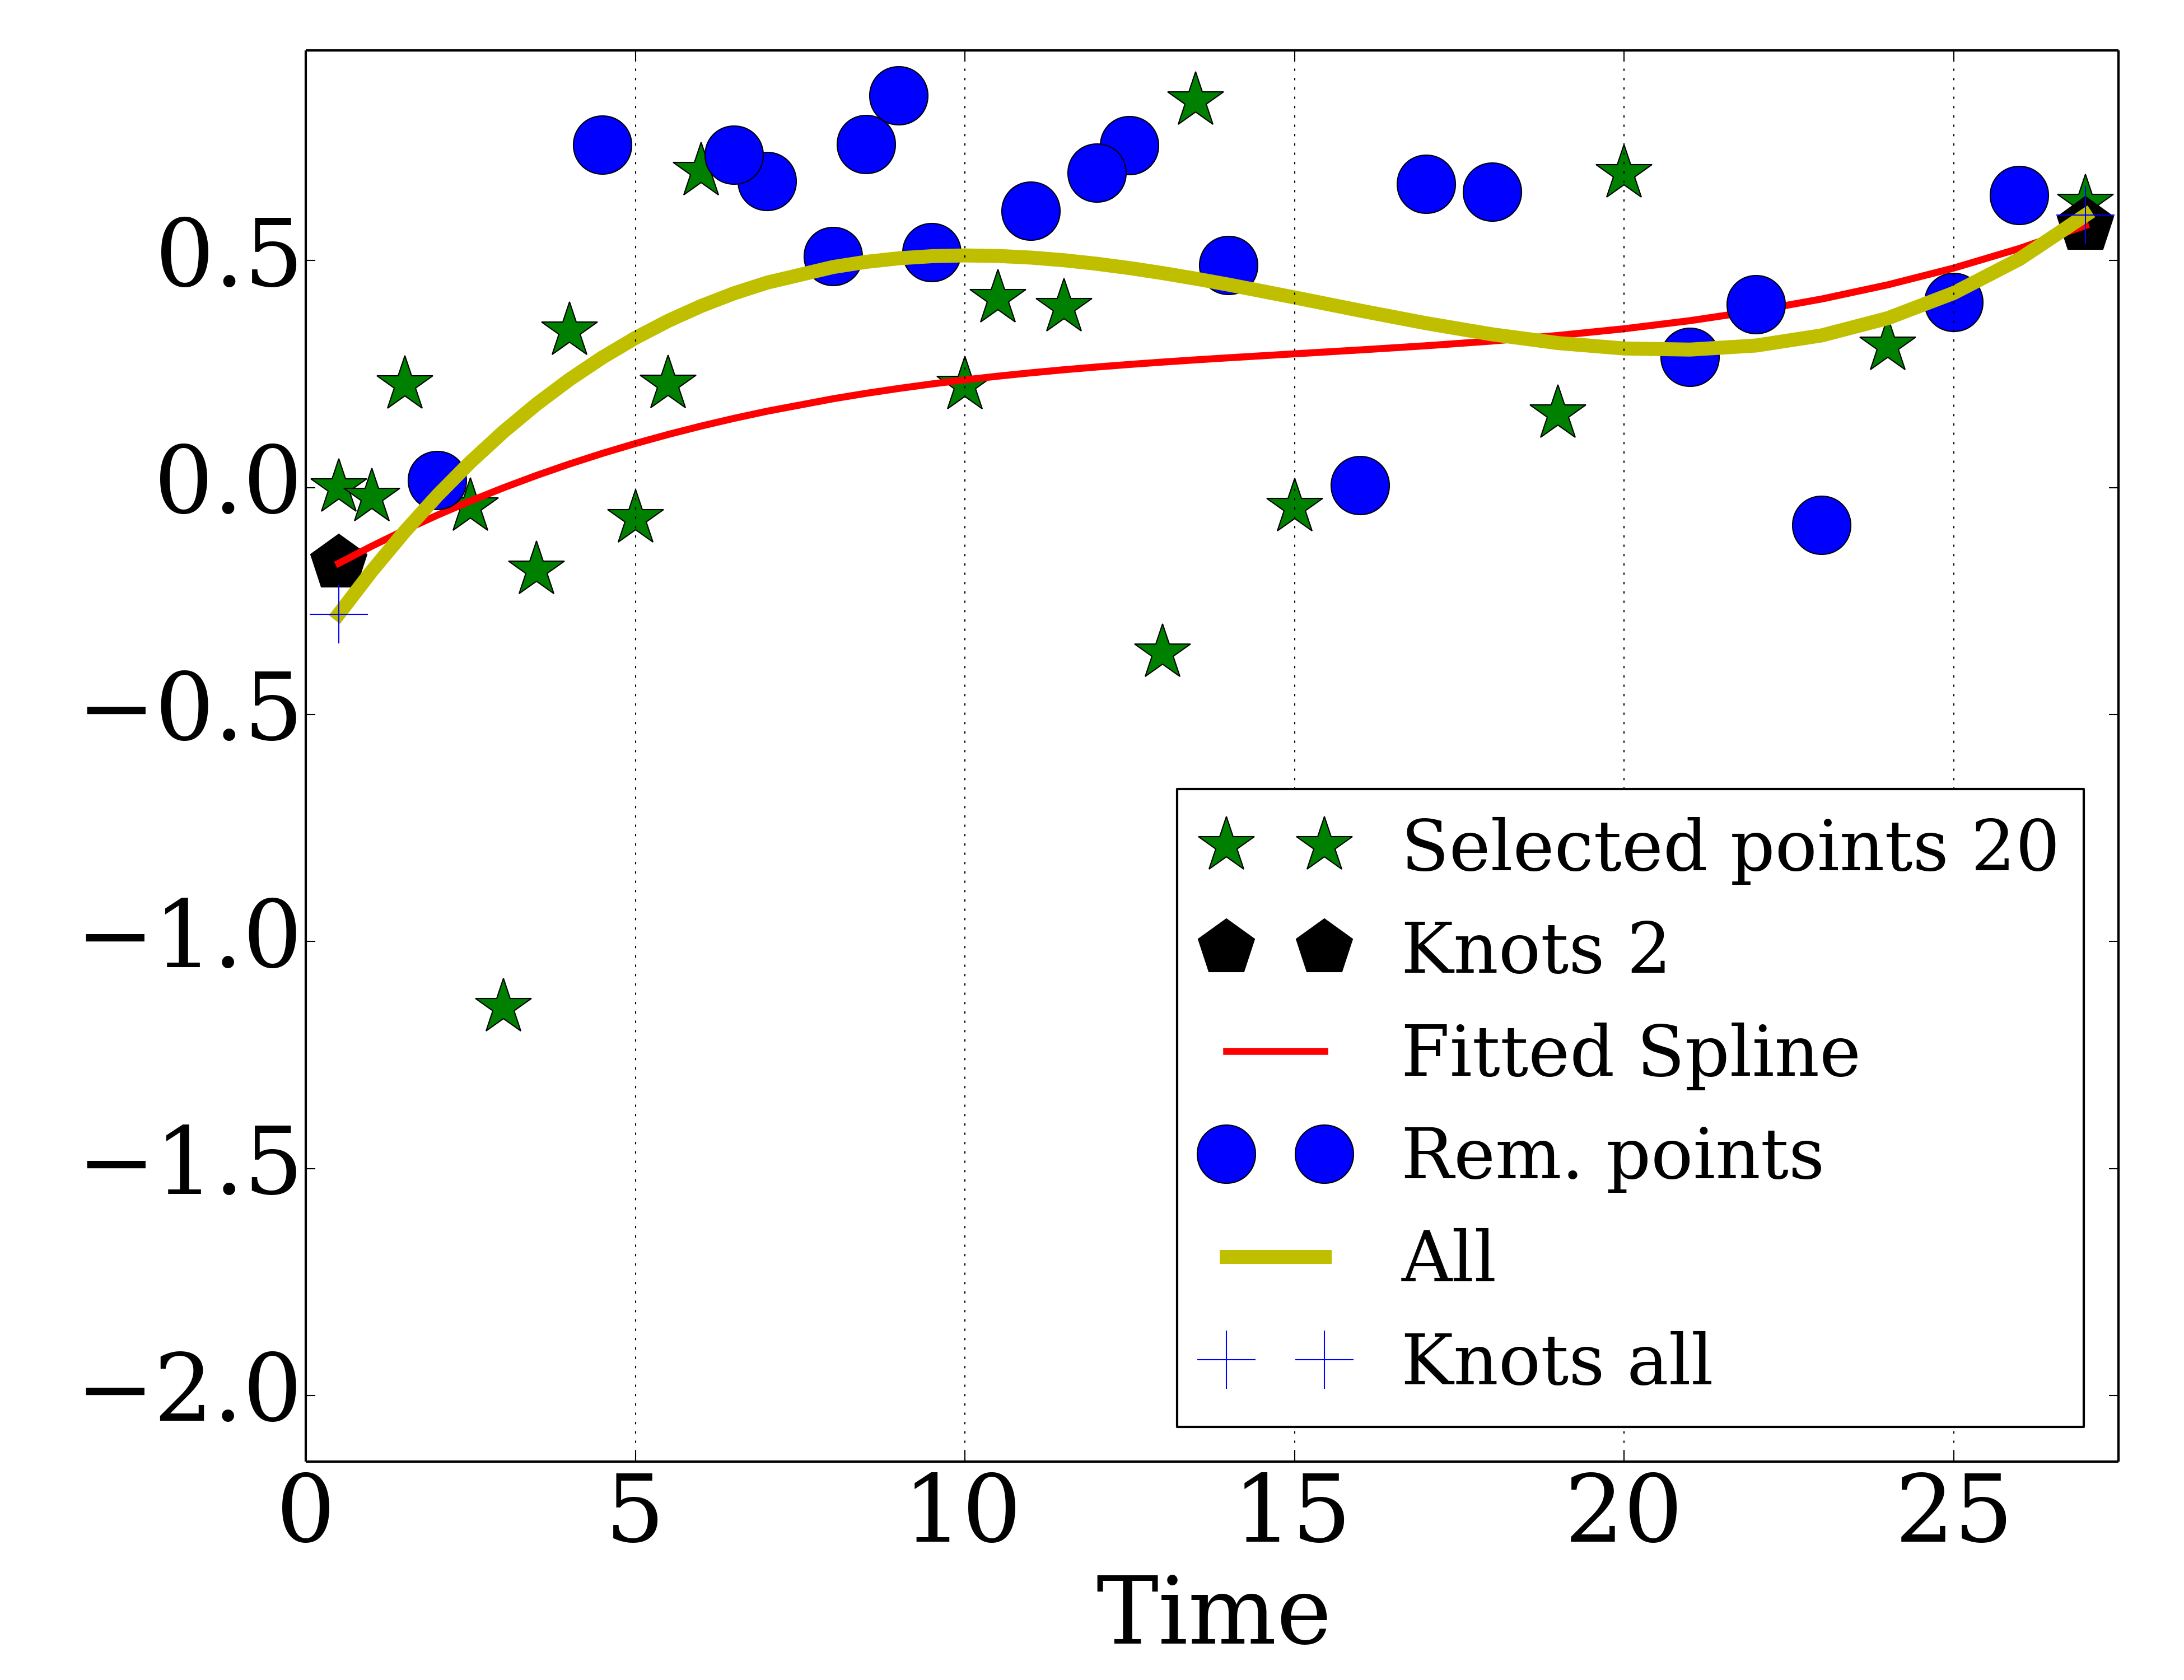 0.5
0.0
−0.5
−1.0
−1.5
−2.0
0 5 10 15 20 25
Time
Selected points 20
Knots 2
Fitted Spline
Rem. points
All
Knots all